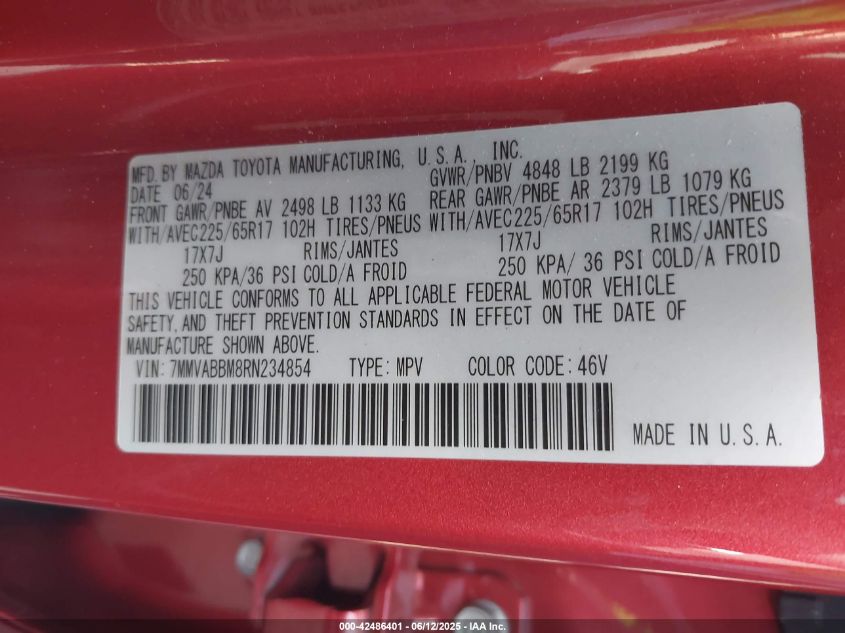 MFD. BY MAZDA TOYOTA MANUFACTURING, U.S.A., INC.
DATE 06/24 GVWR/PNBV 4848 LB 2199 KG
FRONT GAWR/PNBE AV 2498 LB 1133 KG REAR GAWR/PNBE AR 2379 LB 1079 KG
WITH/AVEC225/65R17 102H TIRES/PNEUS WITH/AVEC225/65R17 102H TIRES/PNEUS
17X7J RIMS/JANTES 17X7J RIMS/JANTES
250 KPA/36 PSI COLD/A FROID 250 KPA/ 36 PSI COLD/A FROID
THIS VEHICLE CONFORMS TO ALL APPLICABLE FEDERAL MOTOR VEHICLE
SAFETY, AND THEFT PREVENTION STANDARDS IN EFFECT ON THE DATE OF
MANUFACTURE SHOWN ABOVE.
VIN: 7MMVABBM8RN234854 TYPE: MPV COLOR CODE: 46V
MADE IN U.S.A.
000-42486401 - 06/12/2025 - IAAI.com